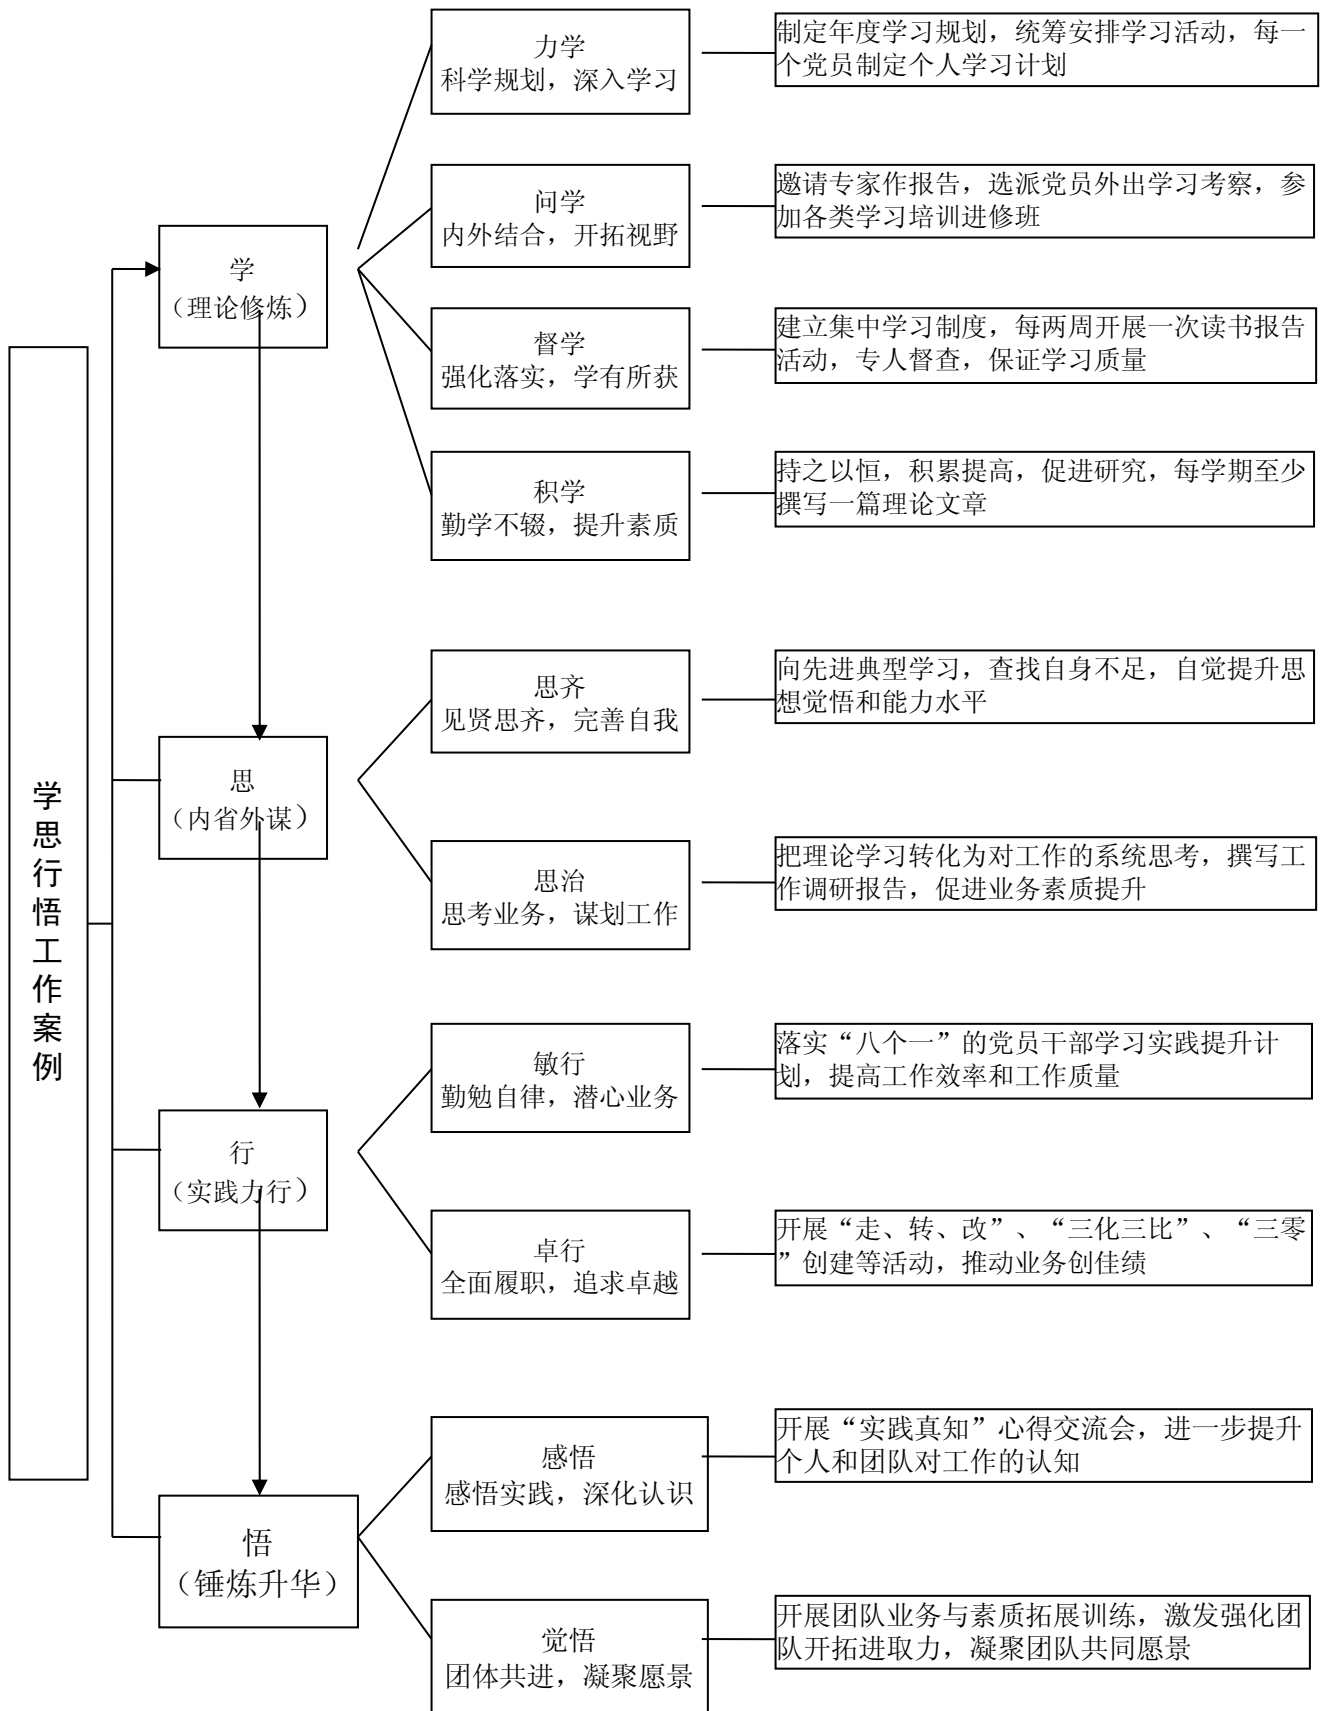 学思行悟工作案例
学
（理论修炼）
力学
科学规划，深入学习
制定年度学习规划，统筹安排学习活动，每一
个党员制定个人学习计划
问学
内外结合，开拓视野
邀请专家作报告，选派党员外出学习考察，参
加各类学习培训进修班
督学
强化落实，学有所获
建立集中学习制度，每两周开展一次读书报告
活动，专人督查，保证学习质量
积学
勤学不辍，提升素质
持之以恒，积累提高，促进研究，每学期至少
撰写一篇理论文章
思
（内省外谋）
思齐
见贤思齐，完善自我
向先进典型学习，查找自身不足，自觉提升思
想觉悟和能力水平
思治
思考业务，谋划工作
把理论学习转化为对工作的系统思考，撰写工
作调研报告，促进业务素质提升
行
（实践力行）
敏行
勤勉自律，潜心业务
落实“八个一”的党员干部学习实践提升计
划，提高工作效率和工作质量
卓行
全面履职，追求卓越
开展“走、转、改”、“三化三比”、“三零
”创建等活动，推动业务创佳绩
悟
（锤炼升华）
感悟
感悟实践，深化认识
开展“实践真知”心得交流会，进一步提升
个人和团队对工作的认知
觉悟
团体共进，凝聚愿景
开展团队业务与素质拓展训练，激发强化团
队开拓进取力，凝聚团队共同愿景